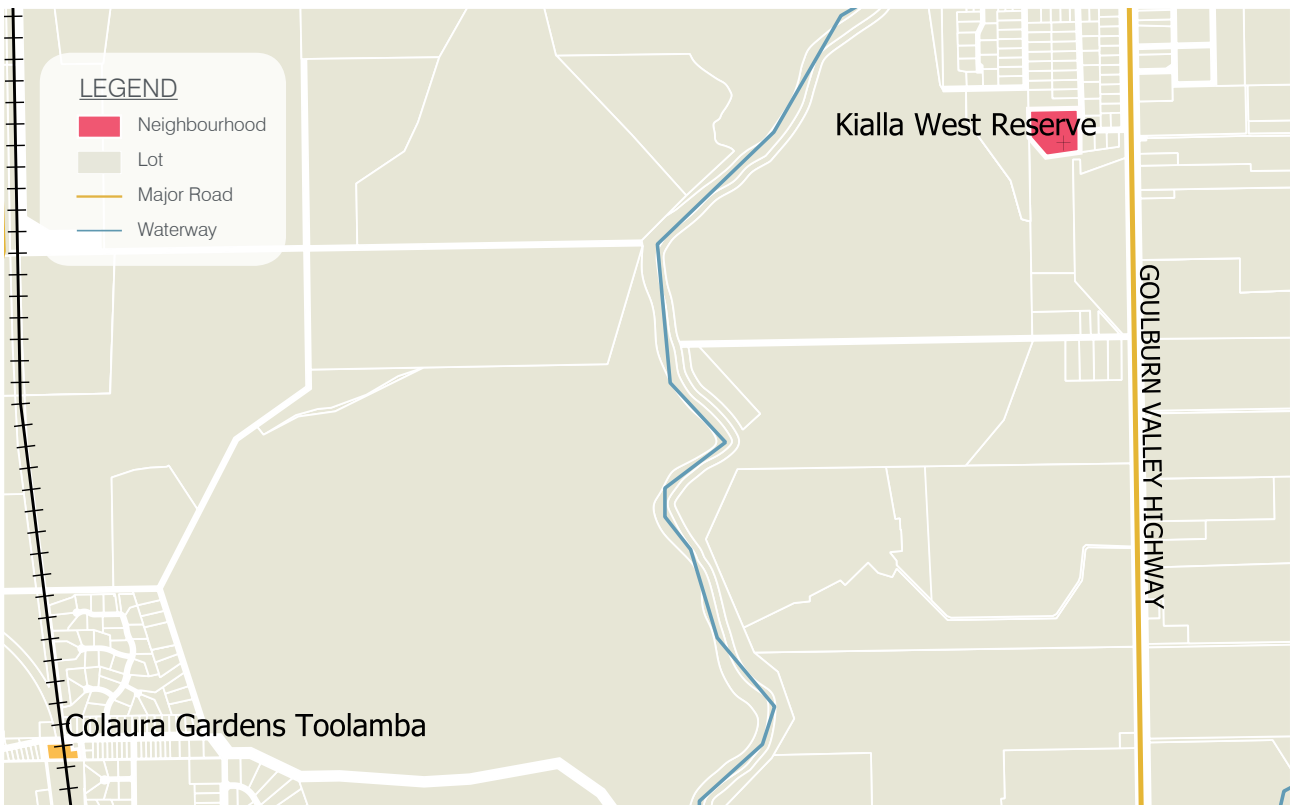 LEGEND
Neighbourhood
Lot
Major Road
Waterway
Kialla West Reserve
GOULBURN VALLEY HIGHWAY
Colaura Gardens Toolamba